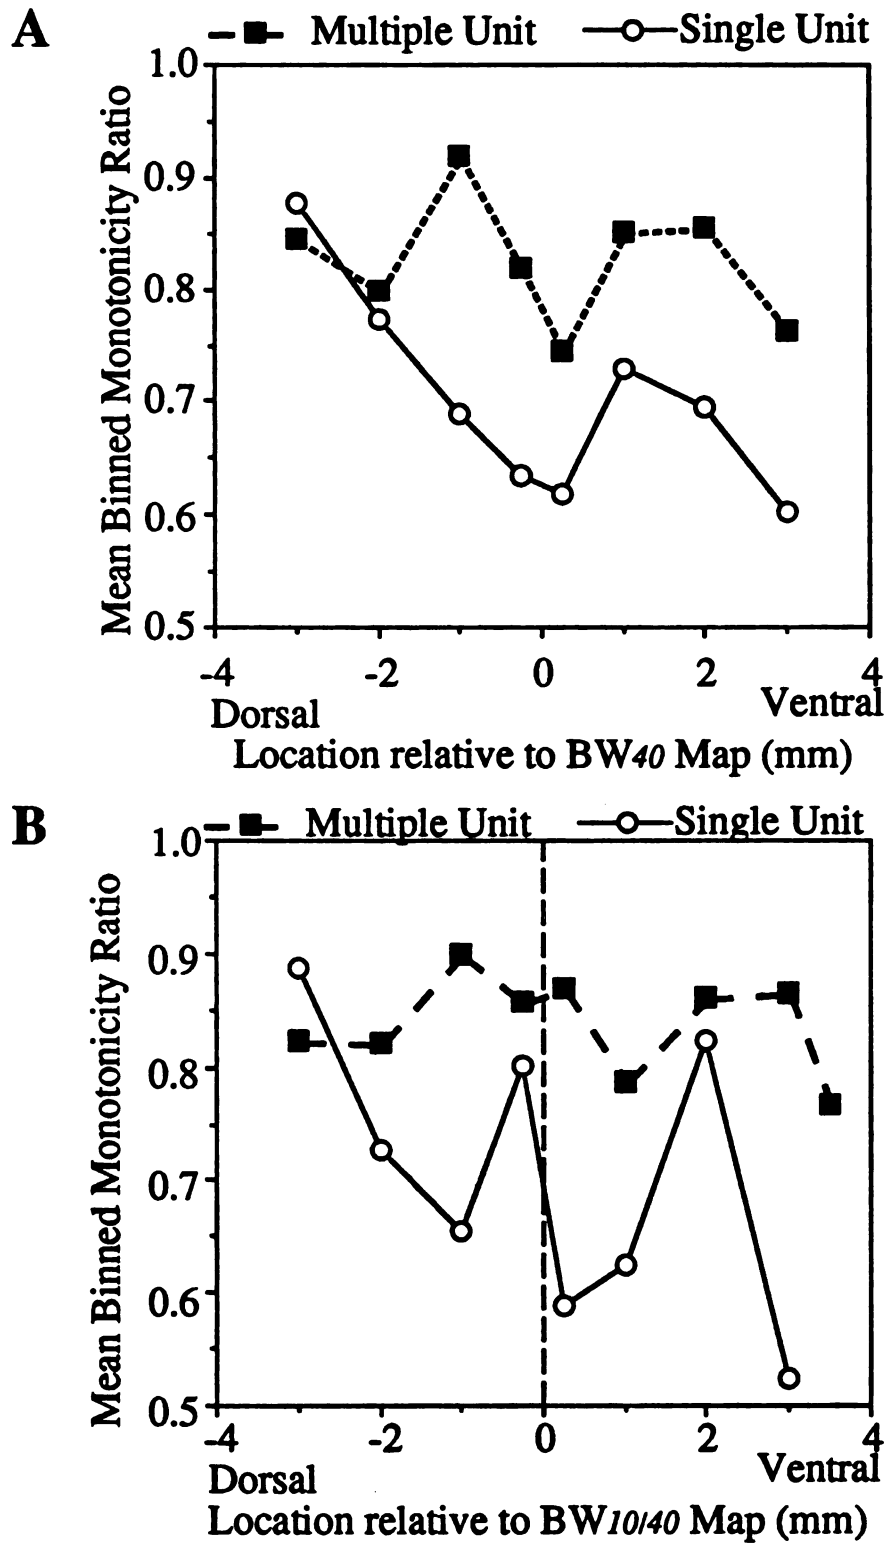 A
Multiple Unit
Single Unit
Mean Binned Monotonicity Ratio
1.0
0.9
0.8
0.7
0.6
0.5
-4
-2
0
2
4
Dorsal
Ventral
Location relative to BW40 Map (mm)
B
Multiple Unit
Single Unit
Mean Binned Monotonicity Ratio
1.0
0.9
0.8
0.7
0.6
0.5
-4
-2
0
2
4
Dorsal
Ventral
Location relative to BW10/40 Map (mm)